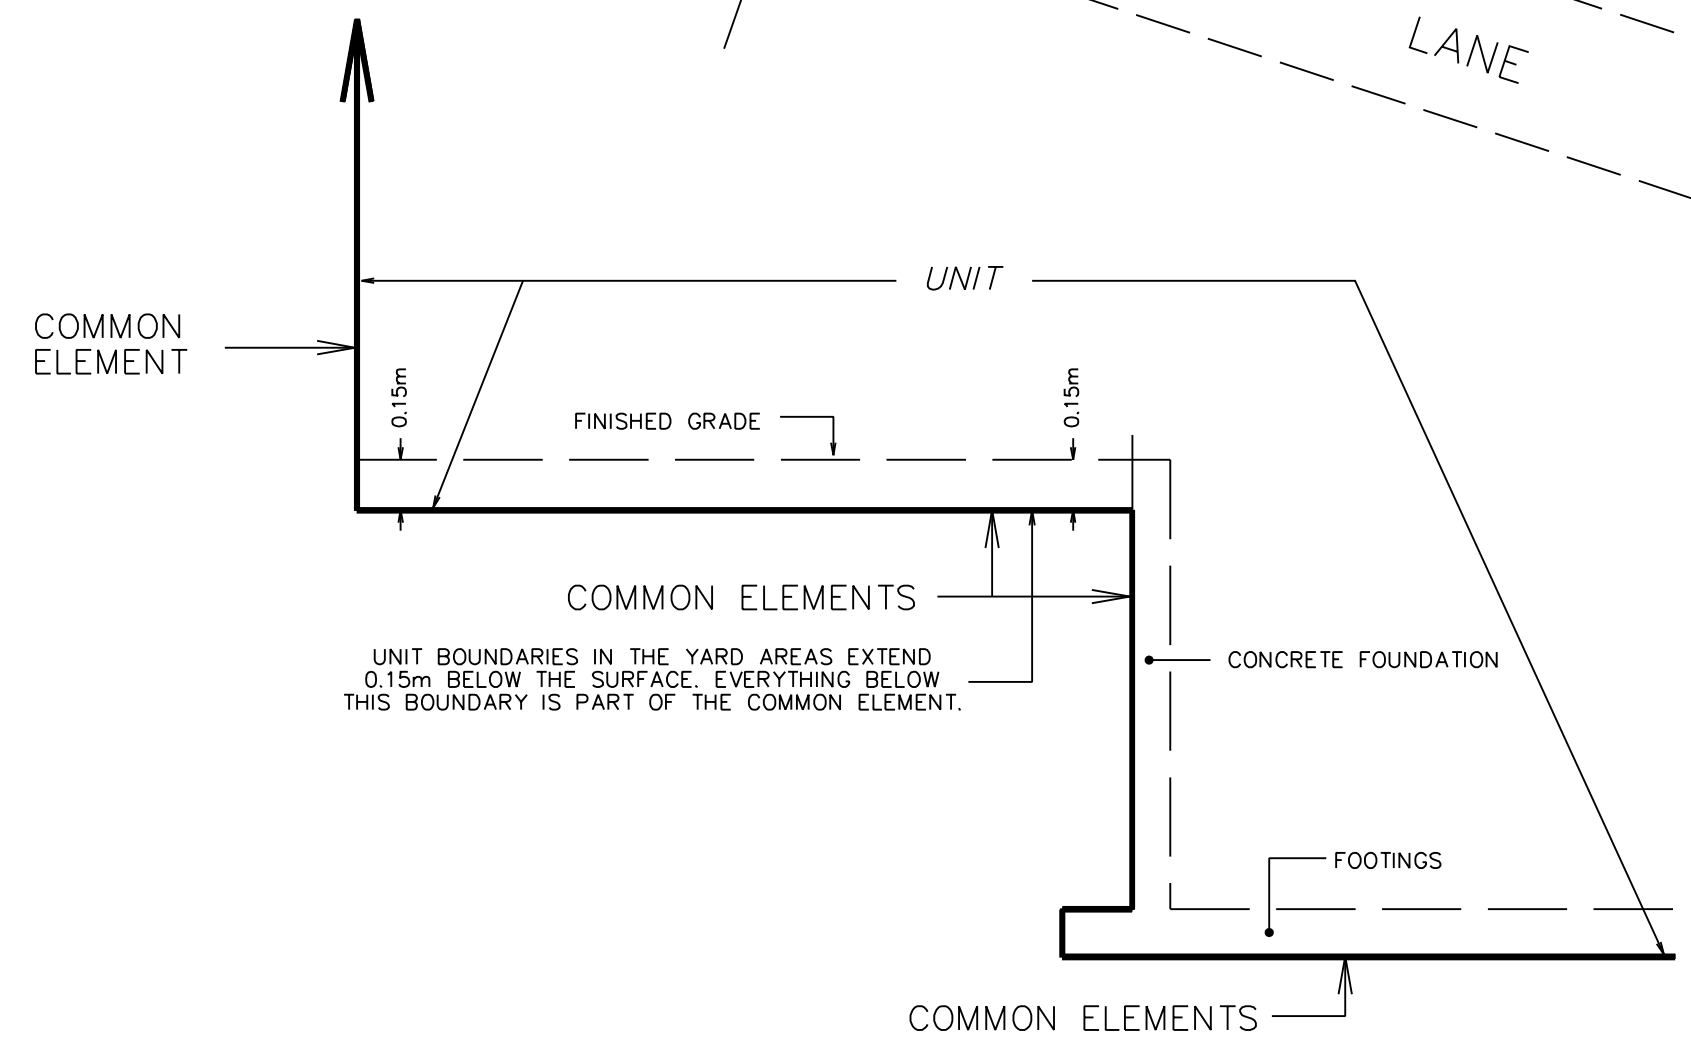 LANE
UNIT
COMMON
ELEMENT
0.15m
0.15m
FINISHED GRADE
COMMON ELEMENTS
UNIT BOUNDARIES IN THE YARD AREAS EXTEND
0.15m BELOW THE SURFACE. EVERYTHING BELOW
THIS BOUNDARY IS PART OF THE COMMON ELEMENT.
CONCRETE FOUNDATION
FOOTINGS
COMMON ELEMENTS